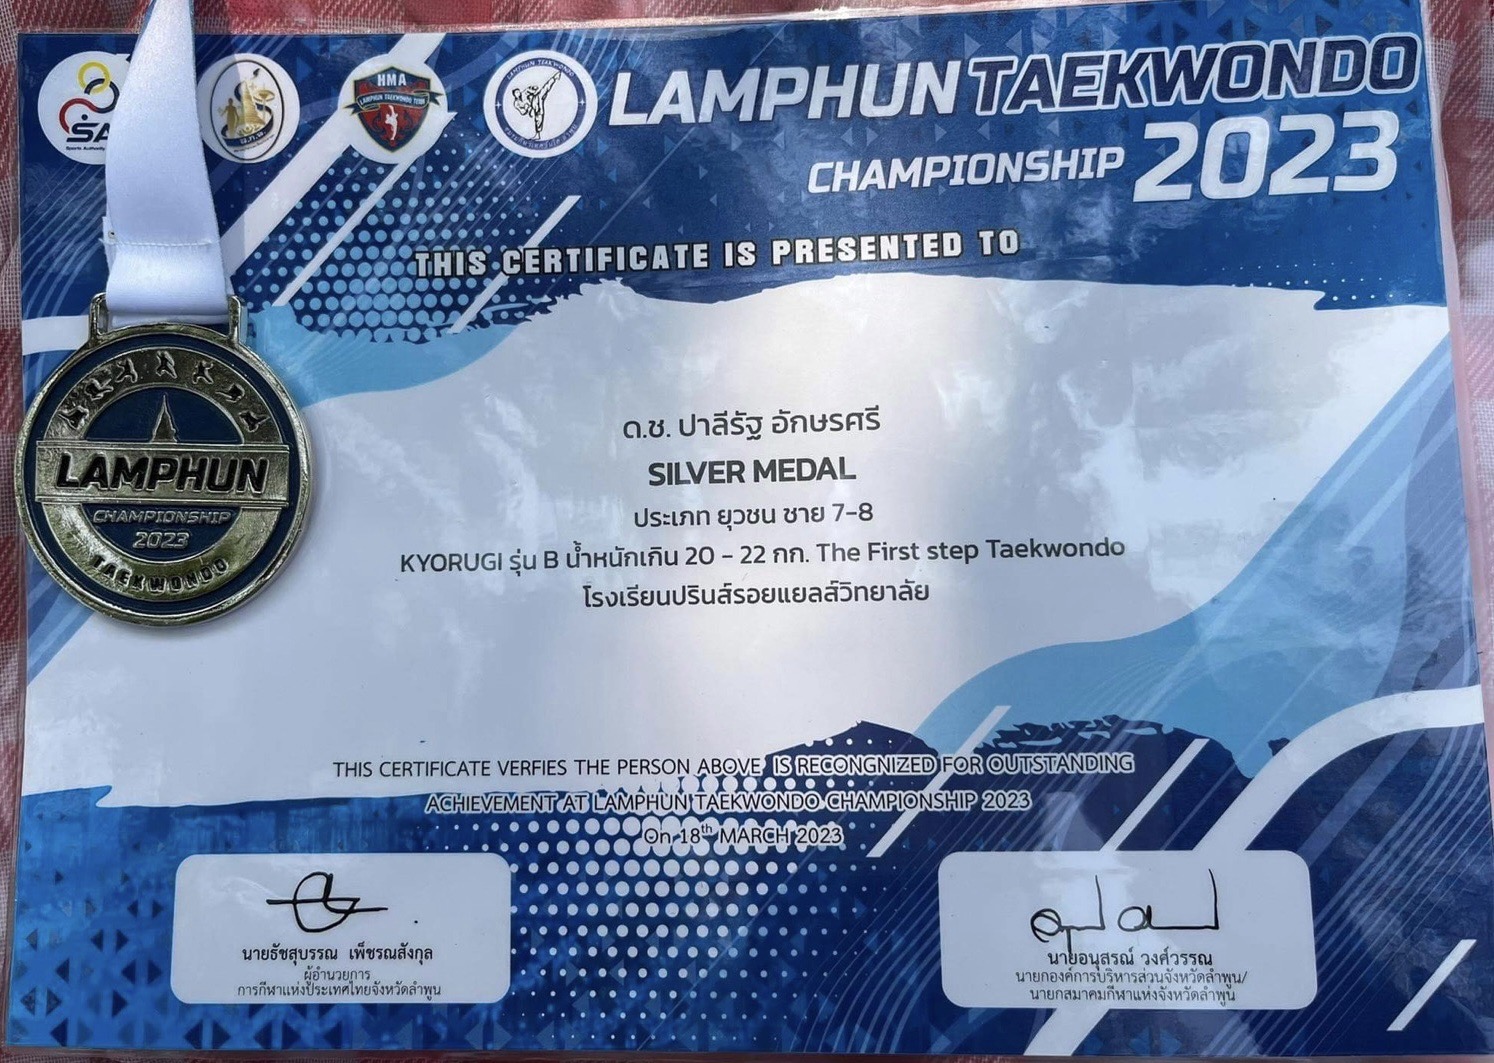 SA
Sports Authority
HMA
LAMPHUN TAEKWONDO TEAM
LAMPHUN TAEKWONDO
LAMPHUN TAEKWONDO
CHAMPIONSHIP 2023
THIS CERTIFICATE IS PRESENTED TO
ด.ช. ปาลีรัฐ อักษรศรี
SILVER MEDAL
ประเภท ยุวชน ชาย 7-8
KYORUGI รุ่น B น้ำหนักเกิน 20 - 22 กก. The First step Taekwondo
โรงเรียนปรินส์รอยแยลส์วิทยาลัย
LAMPHUN
CHAMPIONSHIP
2023
TAEKWONDO
THIS CERTIFICATE VERFIES THE PERSON ABOVE IS RECONGNIZED FOR OUTSTANDING
ACHIEVEMENT AT LAMPHUN TAEKWONDO CHAMPIONSHIP 2023
On 18th MARCH 2023
นายธัชสุบรรณ เพ็ชรณสังกุล
ผู้อำนวยการ
การกีฬาแห่งประเทศไทยจังหวัดลำพูน
นายอนุสรณ์ วงศ์วรรณ
นายกองค์การบริหารส่วนจังหวัดลำพูน/
นายกสมาคมกีฬาแห่งจังหวัดลำพูน